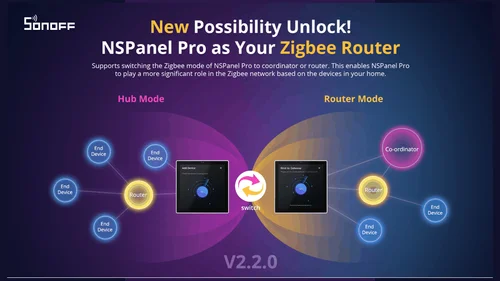 SONOFF
New Possibility Unlock!
NSPanel Pro as Your Zigbee Router
Supports switching the Zigbee mode of NSPanel Pro to coordinator or router. This enables NSPanel Pro
to play a more significant role in the Zigbee network based on the devices in your home.
Hub Mode
Router Mode
End
Device
End
Device
End
Device
Router
End
Device
End
Device
switch
Co-ordinator
Router
End
Device
End
Device
V2.2.0